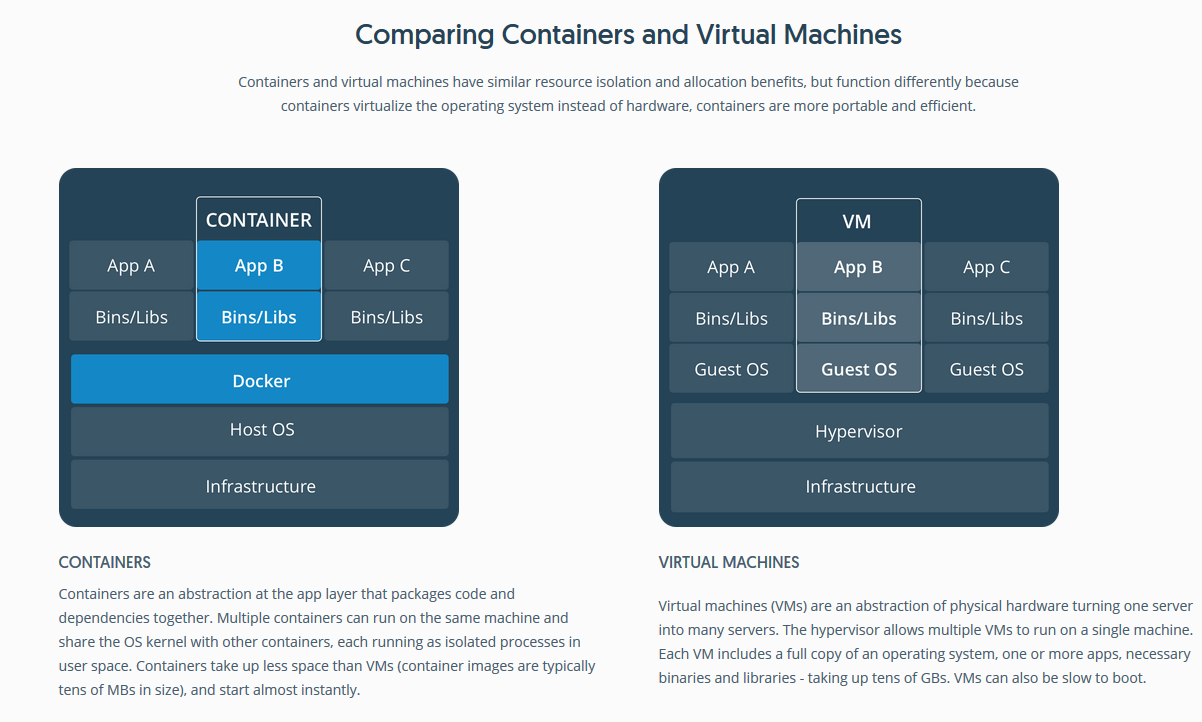 Comparing Containers and Virtual Machines
Containers and virtual machines have similar resource isolation and allocation benefits, but function differently because
containers virtualize the operating system instead of hardware, containers are more portable and efficient.
CONTAINER
App A App B App C
Bins/Libs Bins/Libs Bins/Libs
Docker
Host OS
Infrastructure
VM
App A App B App C
Bins/Libs Bins/Libs Bins/Libs
Guest OS Guest OS Guest OS
Hypervisor
Infrastructure
CONTAINERS
Containers are an abstraction at the app layer that packages code and
dependencies together. Multiple containers can run on the same machine and
share the OS kernel with other containers, each running as isolated processes in
user space. Containers take up less space than VMs (container images are typically
tens of MBs in size), and start almost instantly.
VIRTUAL MACHINES
Virtual machines (VMs) are an abstraction of physical hardware turning one server
into many servers. The hypervisor allows multiple VMs to run on a single machine.
Each VM includes a full copy of an operating system, one or more apps, necessary
binaries and libraries - taking up tens of GBs. VMs can also be slow to boot.